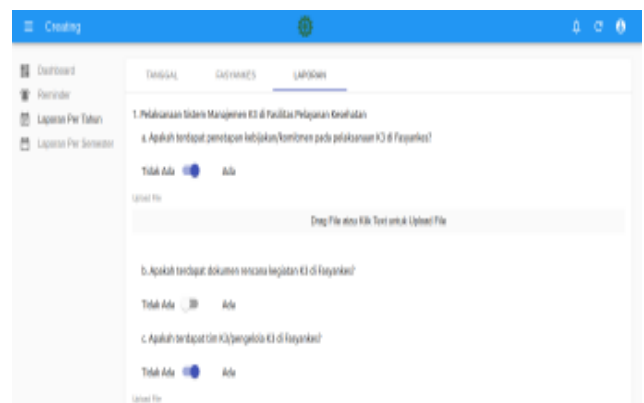 Creating
Dashboard
Reminder
Laporan Per Tahun
Laporan Per Semester
TANGGAL
FASYANKES
LAPORAN
1. Pelaksanaan Sistem Manajemen K3 di Fasilitas Pelayanan Kesehatan
a. Apakah terdapat penetapan kebijakan/komitmen pada pelaksanaan K3 di Fasyankes?
Tidak Ada Ada
Upload File
Drag File atau Klik Text untuk Upload File
b. Apakah terdapat dokumen rencana kegiatan K3 di Fasyankes?
Tidak Ada Ada
c. Apakah terdapat tim K3/pengelola K3 di Fasyankes?
Tidak Ada Ada
Upload File